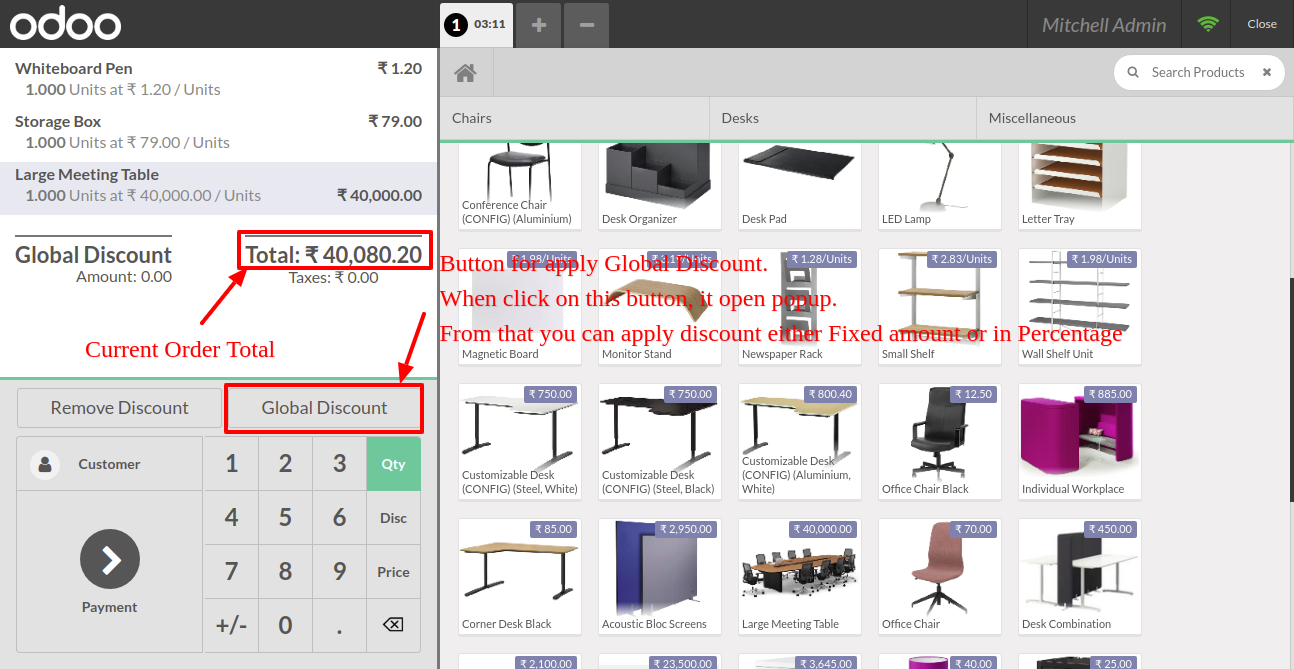 odoo
1 03:11
+
−
Mitchell Admin
Close
Whiteboard Pen ₹ 1.20
1.000 Units at ₹ 1.20 / Units
Storage Box ₹ 79.00
1.000 Units at ₹ 79.00 / Units
Large Meeting Table
1.000 Units at ₹ 40,000.00 / Units ₹ 40,000.00
Global Discount Total: ₹ 40,080.20
Amount: 0.00 Taxes: ₹ 0.00
Current Order Total
Remove Discount Global Discount
Customer
Payment
1 2 3 Qty
4 5 6 Disc
7 8 9 Price
+/- 0 .
Search Products
Chairs Desks Miscellaneous
Conference Chair
(CONFIG) (Aluminium)
Desk Organizer
Desk Pad
LED Lamp
Letter Tray
Button for apply Global Discount.
When click on this button, it open popup.
From that you can apply discount either Fixed amount or in Percentage
₹ 1.98/Units
₹ 1.28/Units
₹ 2.83/Units
₹ 1.98/Units
Magnetic Board
Monitor Stand
Newspaper Rack
Small Shelf
Wall Shelf Unit
₹ 750.00
₹ 750.00
₹ 800.40
₹ 12.50
₹ 885.00
Customizable Desk
(CONFIG) (Steel, White)
Customizable Desk
(CONFIG) (Steel, Black)
Customizable Desk
(CONFIG) (Aluminium,
White)
Office Chair Black
Individual Workplace
₹ 85.00
₹ 2,950.00
₹ 40,000.00
₹ 70.00
₹ 450.00
Corner Desk Black
Acoustic Bloc Screens
Large Meeting Table
Office Chair
Desk Combination
₹ 2,100.00
₹ 23,500.00
₹ 3,645.00
₹ 40.00
₹ 25.00